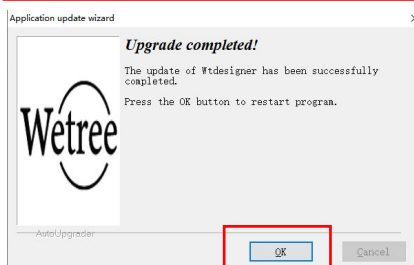 Application update wizard
Upgrade completed!
The update of Wtdesigner has been successfully
completed.
Press the OK button to restart program.
Wetree
AutoUpgrader
OK
Cancel